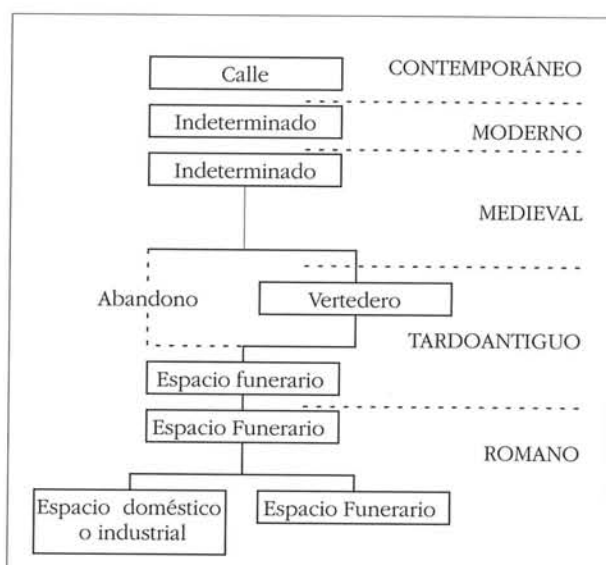 Calle
CONTEMPORÁNEO
Indeterminado
MODERNO
Indeterminado
MEDIEVAL
Abandono
Vertedero
TARDOANTIGUO
Espacio funerario
Espacio Funerario
ROMANO
Espacio doméstico
o industrial
Espacio Funerario